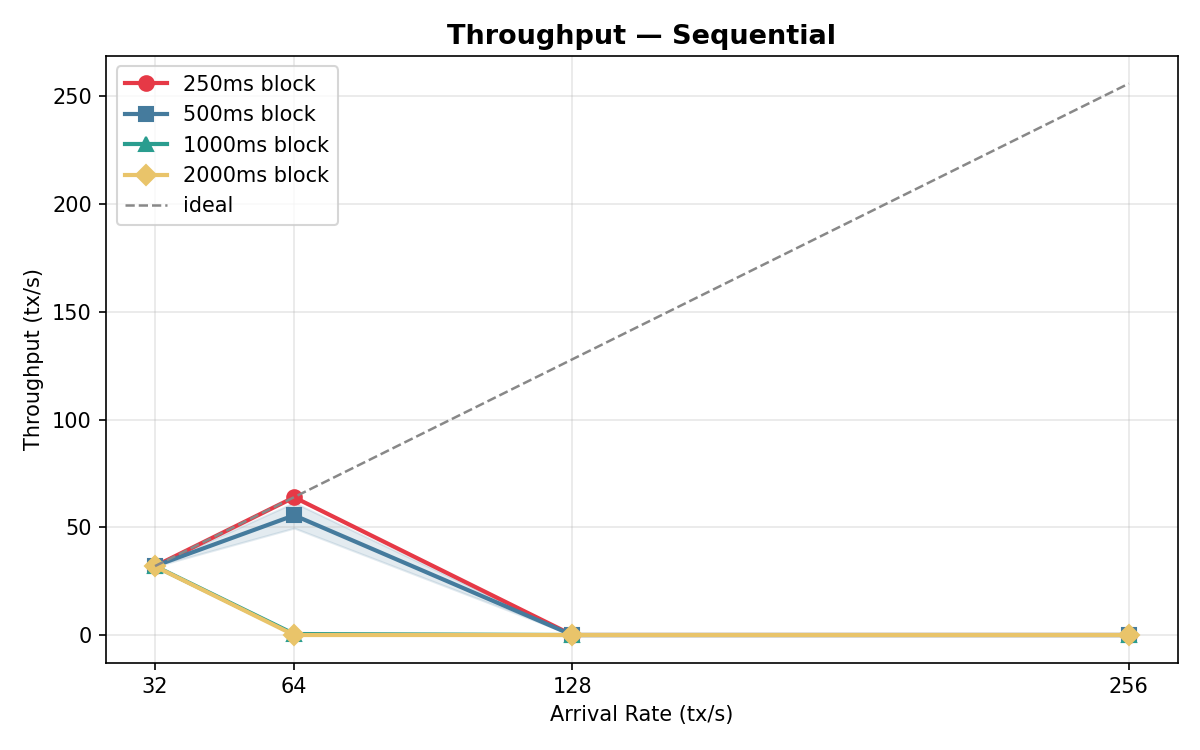 Throughput — Sequential
250ms block
500ms block
1000ms block
2000ms block
ideal
Throughput (tx/s)
250
200
150
100
50
0
32
64
128
256
Arrival Rate (tx/s)